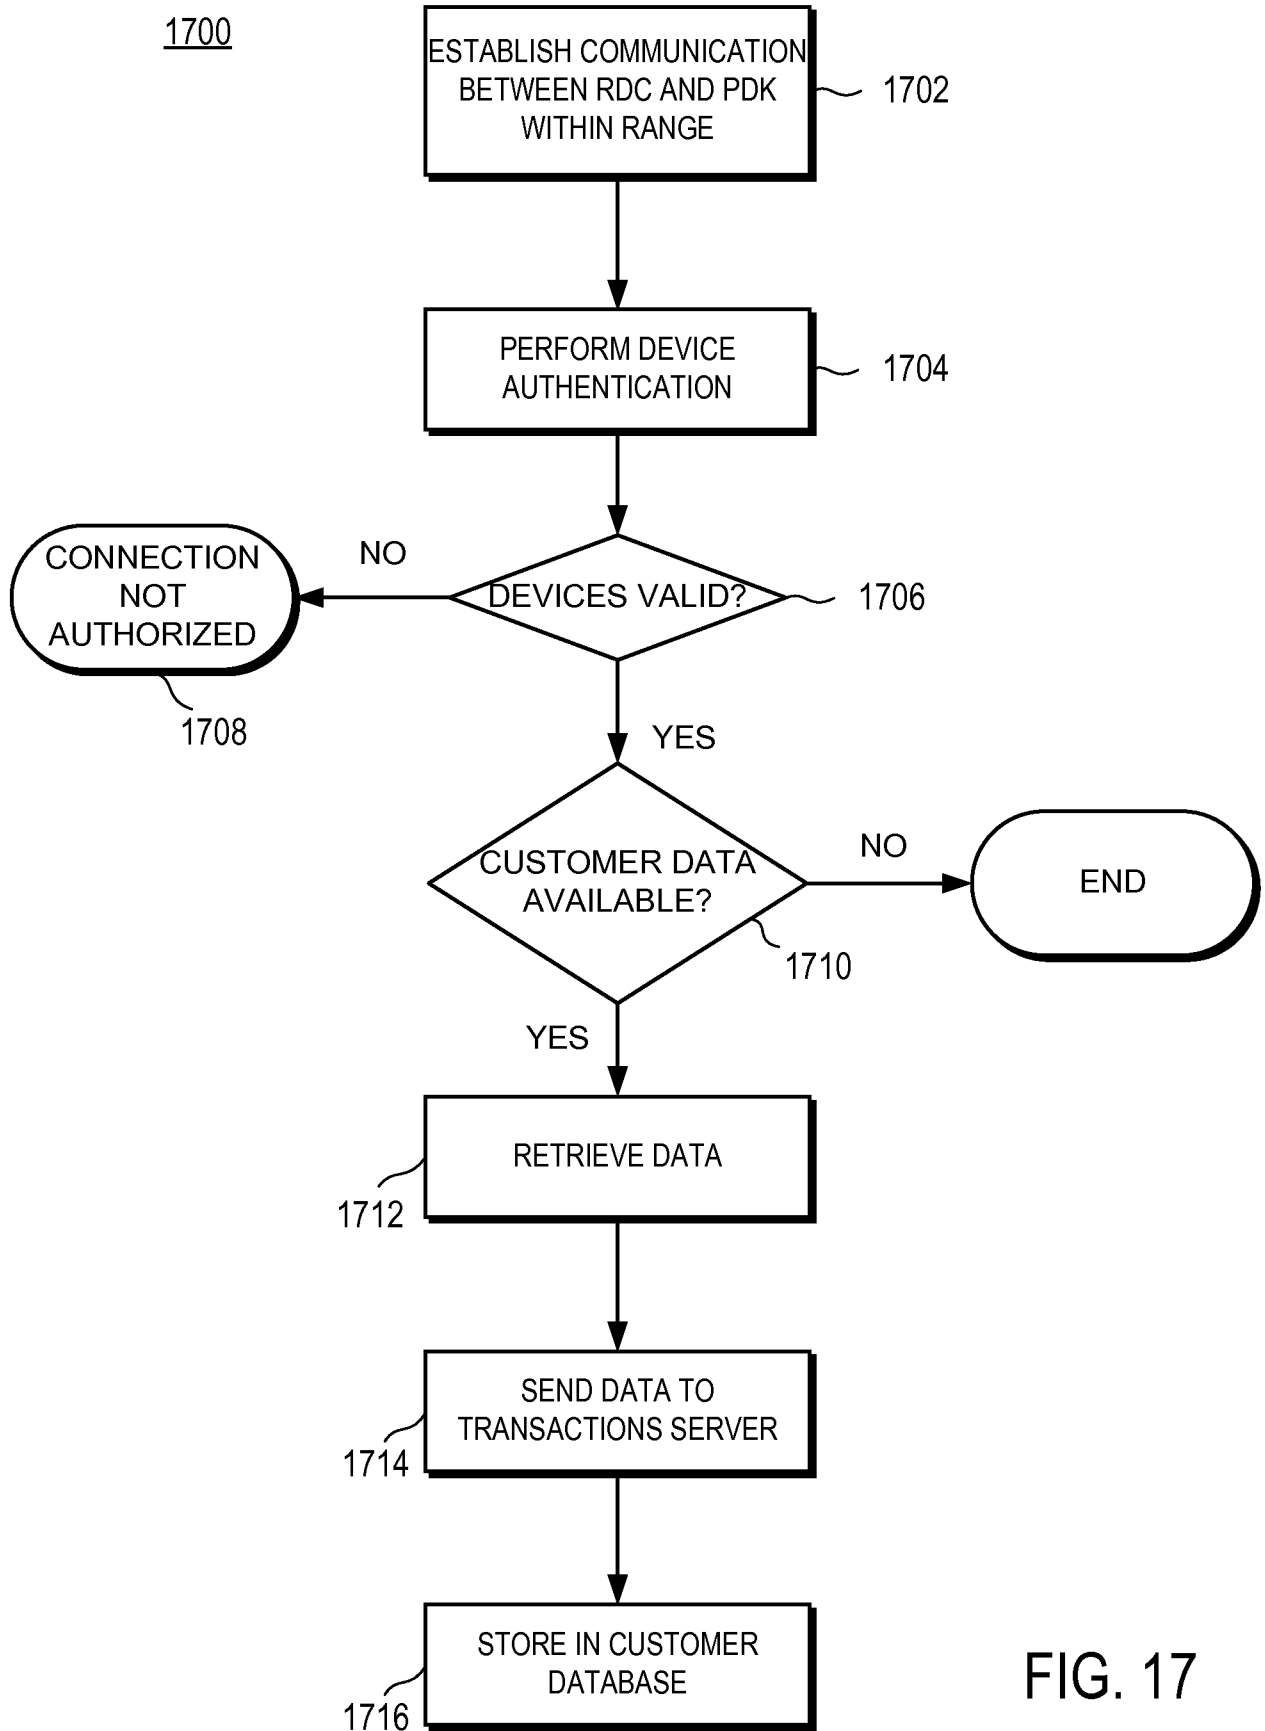 1700
ESTABLISH COMMUNICATION
BETWEEN RDC AND PDK
WITHIN RANGE
1702
PERFORM DEVICE
AUTHENTICATION
1704
CONNECTION
NOT
AUTHORIZED
1708
NO
DEVICES VALID?
1706
YES
CUSTOMER DATA
AVAILABLE?
1710
NO
END
YES
RETRIEVE DATA
1712
SEND DATA TO
TRANSACTIONS SERVER
1714
STORE IN CUSTOMER
DATABASE
1716
FIG. 17